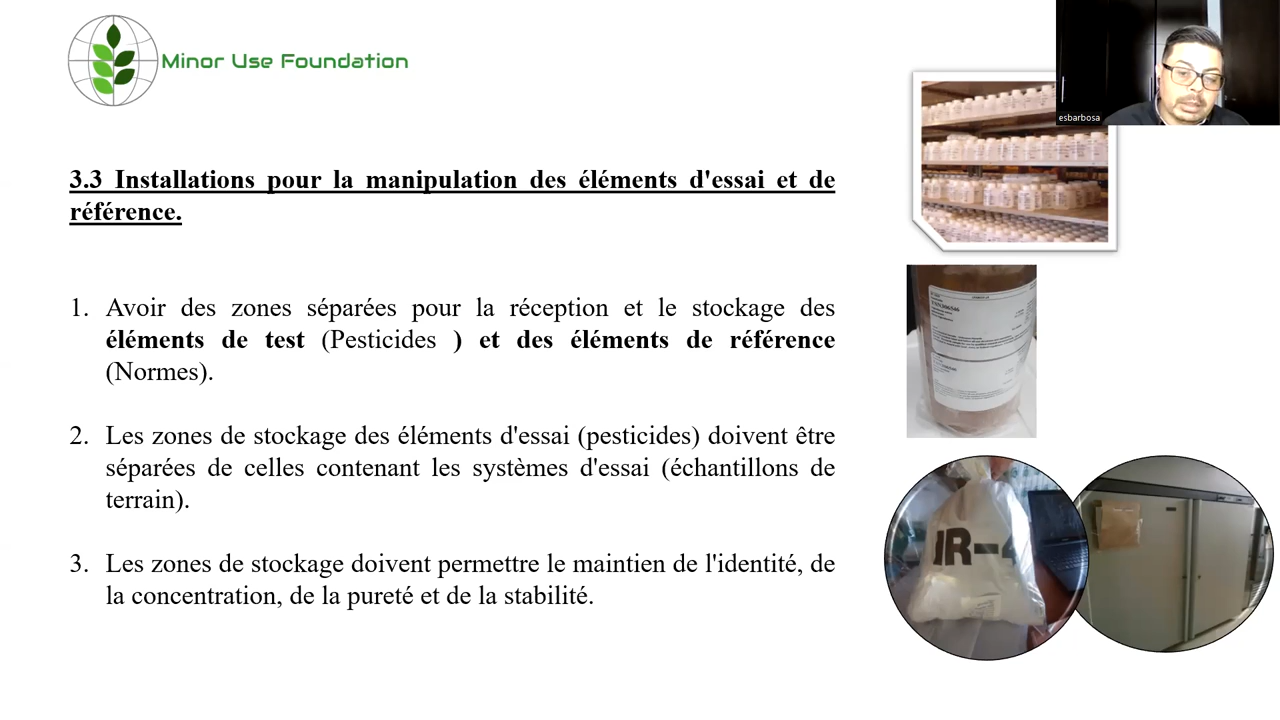 Minor Use Foundation
esbarbosa
3.3 Installations pour la manipulation des éléments d'essai et de
référence.
1. Avoir des zones séparées pour la réception et le stockage des
éléments de test (Pesticides ) et des éléments de référence
(Normes).
2. Les zones de stockage des éléments d'essai (pesticides) doivent être
séparées de celles contenant les systèmes d'essai (échantillons de
terrain).
3. Les zones de stockage doivent permettre le maintien de l'identité, de
la concentration, de la pureté et de la stabilité.
IR-4